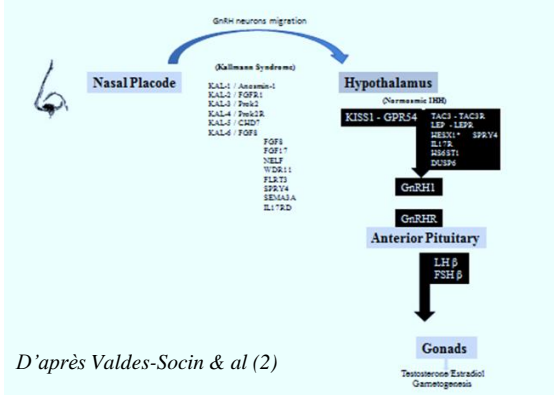 GnRH neurons migration
Nasal Placode
(Kallmann Syndrome)
Hypothalamus
(Normosmic IHH)
KAL-1 / Anosmin-1
KAL-2 / FGFR1
KAL-3 / Prok2
KAL-4 / Prok2R
KAL-5 / CHD7
KAL-6 / FGF8
FGF8
FGF17
NELF
WDR11
FLRT3
SPRY4
SEMA3A
IL17RD
KISS1 - GPR54
TAC3 - TAC3R
LEP - LEPR
HESX1* SPRY4
IL17R
HS6ST1
DUSP6
GnRH1
GnRHR
Anterior Pituitary
LH β
FSH β
Gonads
Testosterone Estradiol
Gametogenesis
D'après Valdes-Socin & al (2)